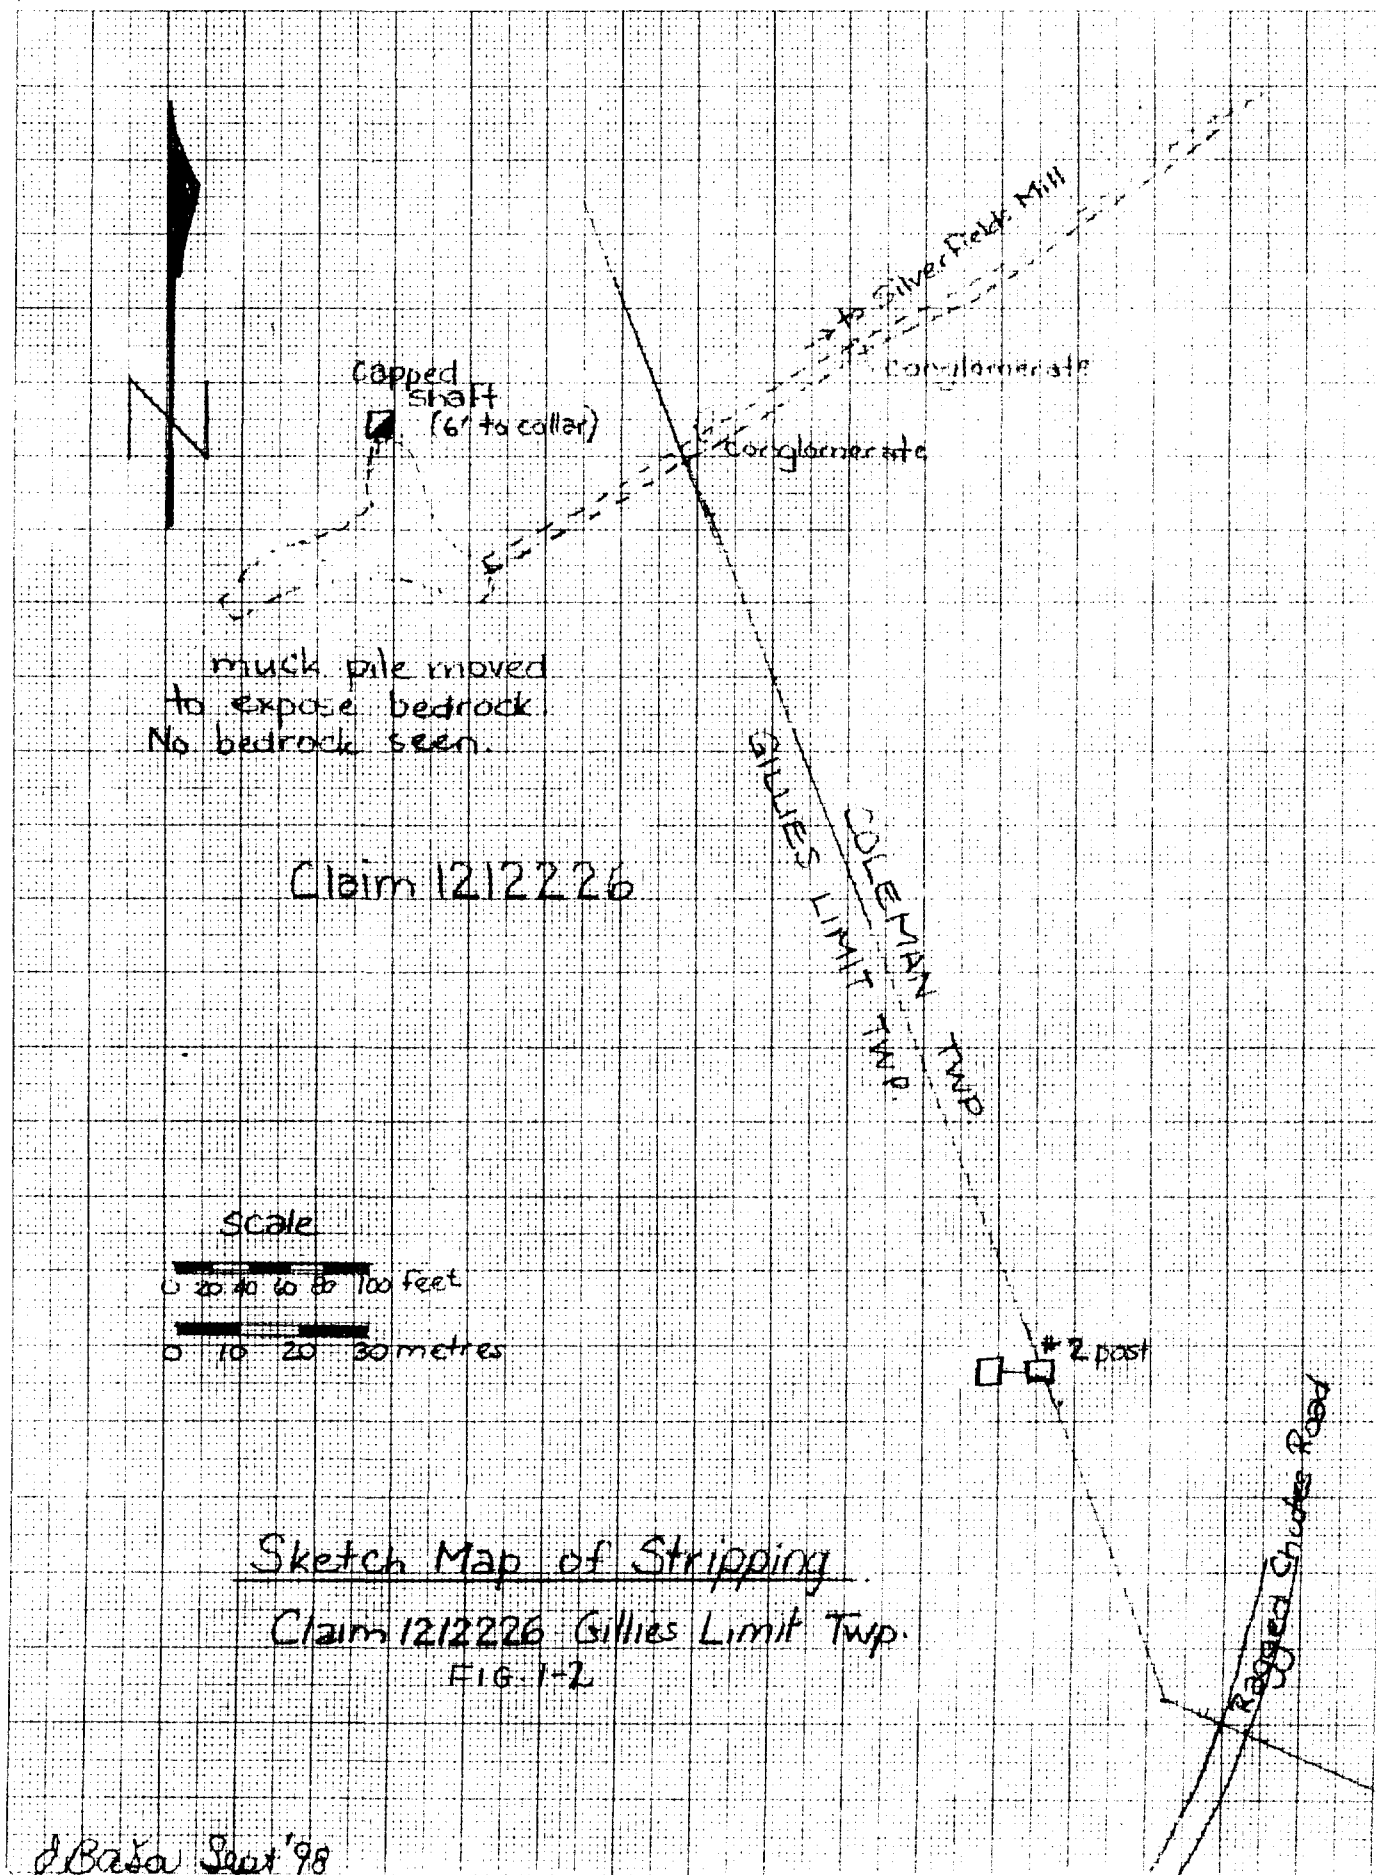 → to Silverfields Mill
Conglomerate
Capped
shaft
(6' to collar)
Conglomerate
N
muck pile moved
to expose bedrock.
No bedrock seen.
GILLIES LIMIT TWP.
COLEMAN TWP.
Claim 1212226
scale
0 20 40 60 80 100 feet
0 10 20 30 metres
#2 post
Ragged Chutes Road
Sketch Map of Stripping
Claim 1212226 Gillies Limit Twp.
FIG. 1-2
Sept '98